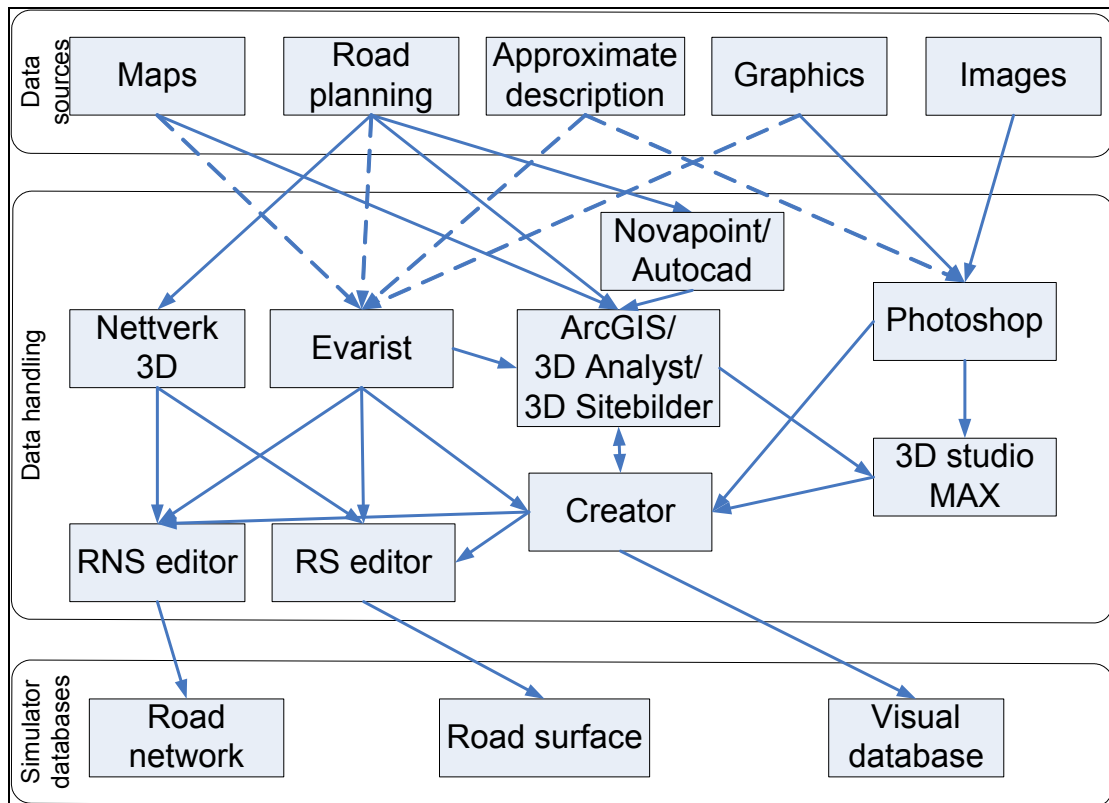 Data
sources
Maps
Road
planning
Approximate
description
Graphics
Images
Data handling
Novapoint/
Autocad
Nettverk
3D
Evarist
ArcGIS/
3D Analyst/
3D Sitebilder
Photoshop
3D studio
MAX
Creator
RNS editor
RS editor
Simulator
databases
Road
network
Road surface
Visual
database